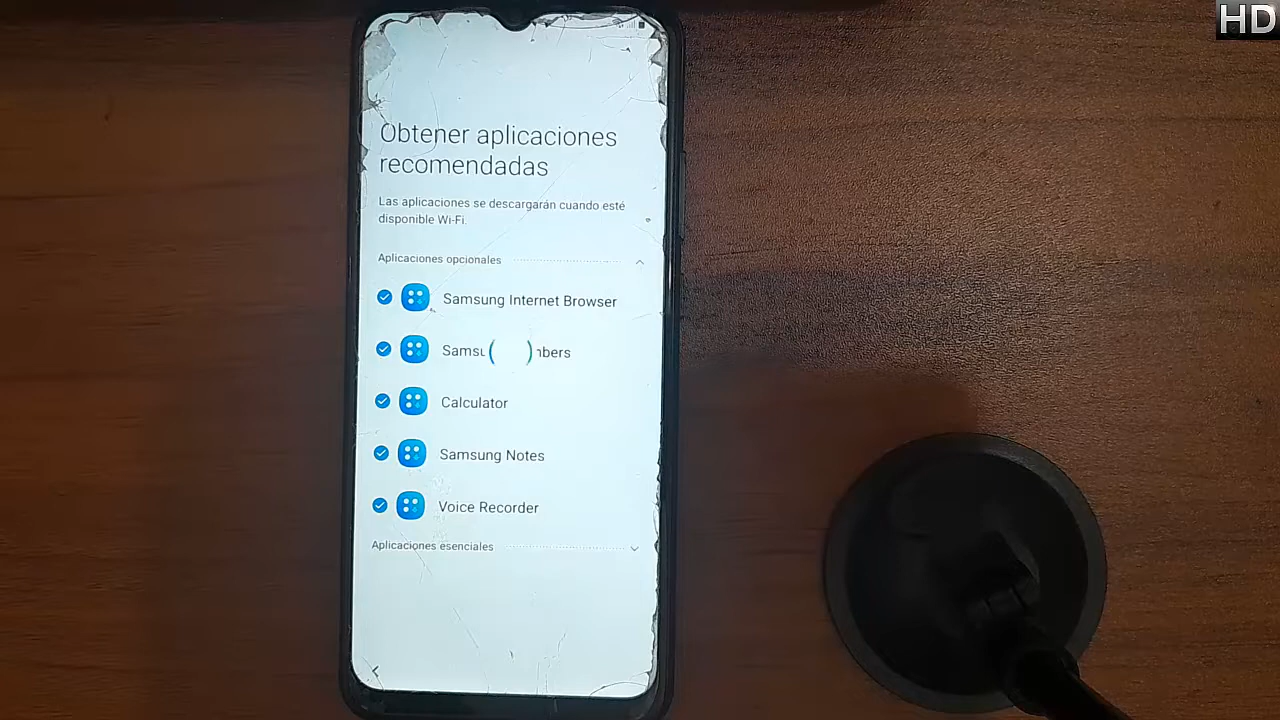 HD
Obtener aplicaciones
recomendadas
Las aplicaciones se descargarán cuando esté
disponible Wi-Fi.
Aplicaciones opcionales
Samsung Internet Browser
Calculator
Samsung Notes
Voice Recorder
Aplicaciones esenciales